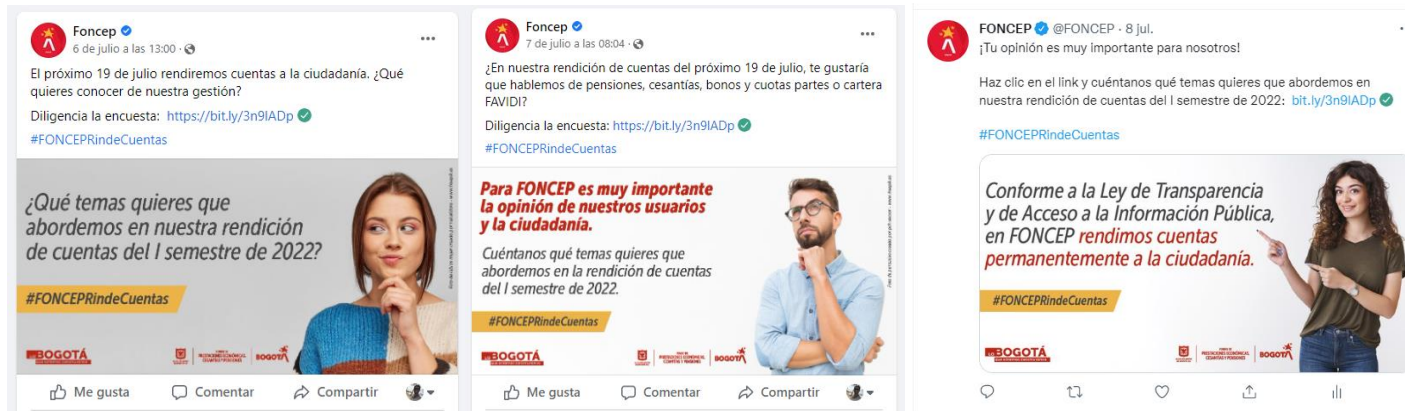 Foncep
6 de julio a las 13:00 ·
El próximo 19 de julio rendiremos cuentas a la ciudadanía. ¿Qué
quieres conocer de nuestra gestión?
Diligencia la encuesta: https://bit.ly/3n9lADp
#FONCEPRindeCuentas
¿Qué temas quieres que
abordemos en nuestra rendición
de cuentas del I semestre de 2022?
#FONCEPRindeCuentas
BOGOTÁ
BOGOTÁ
Me gusta
Comentar
Compartir
Foncep
7 de julio a las 08:04 ·
¿En nuestra rendición de cuentas del próximo 19 de julio, te gustaría
que hablemos de pensiones, cesantías, bonos y cuotas partes o cartera
FAVIDI?
Diligencia la encuesta: https://bit.ly/3n9lADp
#FONCEPRindeCuentas
Para FONCEP es muy importante
la opinión de nuestros usuarios
y la ciudadanía.
Cuéntanos qué temas quieres que
abordemos en la rendición de cuentas
del I semestre de 2022.
#FONCEPRindeCuentas
BOGOTÁ
BOGOTÁ
Me gusta
Comentar
Compartir
FONCEP @FONCEP · 8 jul.
¡Tu opinión es muy importante para nosotros!
Haz clic en el link y cuéntanos qué temas quieres que abordemos en
nuestra rendición de cuentas del I semestre de 2022: bit.ly/3n9lADp
#FONCEPRindeCuentas
Conforme a la Ley de Transparencia
y de Acceso a la Información Pública,
en FONCEP rendimos cuentas
permanentemente a la ciudadanía.
#FONCEPRindeCuentas
BOGOTÁ
BOGOTÁ